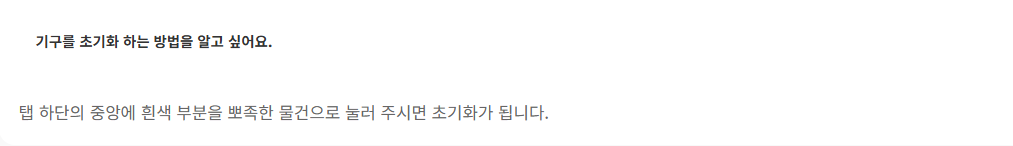 기구를 초기화 하는 방법을 알고 싶어요.
탭 하단의 중앙에 흰색 부분을 뾰족한 물건으로 눌러 주시면 초기화가 됩니다.